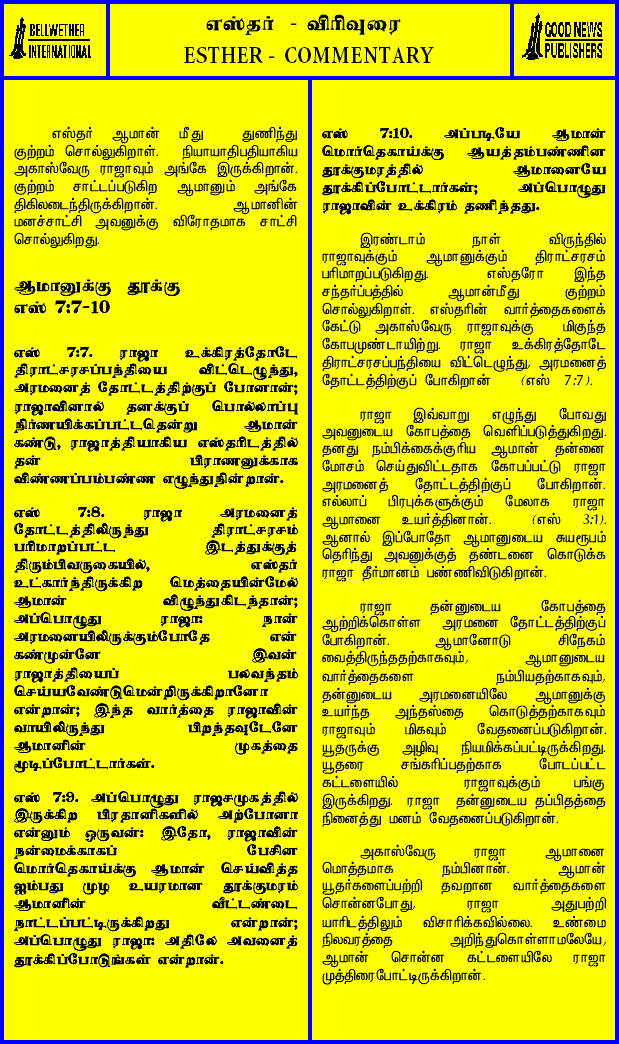 BELLWETHER
INTERNATIONAL
எஸ்தர் - விரிவுரை
ESTHER - COMMENTARY
GOOD NEWS
PUBLISHERS
எஸ்தர் ஆமான் மீது துணிந்து
குற்றம் சொல்லுகிறாள். நியாயாதிபதியாகிய
அகாஸ்வேரு ராஜாவும் அங்கே இருக்கிறான்.
குற்றம் சாட்டப்படுகிற ஆமானும் அங்கே
திகிலடைந்திருக்கிறான். ஆமானின்
மனச்சாட்சி அவனுக்கு விரோதமாக சாட்சி
சொல்லுகிறது.
ஆமானுக்கு தூக்கு
எஸ் 7:7-10
எஸ் 7:7. ராஜா உக்கிரத்தோடே
திராட்சரசப்பந்தியை விட்டெழுந்து,
அரமனைத் தோட்டத்திற்குப் போனான்;
ராஜாவினால் தனக்குப் பொல்லாப்பு
நிர்ணயிக்கப்பட்டதென்று ஆமான்
கண்டு, ராஜாத்தியாகிய எஸ்தரிடத்தில்
தன் பிராணனுக்காக
விண்ணப்பம்பண்ண எழுந்துநின்றான்.
எஸ் 7:8. ராஜா அரமனைத்
தோட்டத்திலிருந்து திராட்சரசம்
பரிமாறப்பட்ட இடத்துக்குத்
திரும்பிவருகையில், எஸ்தர்
உட்கார்ந்திருக்கிற மெத்தையின்மேல்
ஆமான் விழுந்துகிடந்தான்;
அப்பொழுது ராஜா: நான்
அரமனையிலிருக்கும்போதே என்
கண்முன்னே இவன்
ராஜாத்தியைப் பலவந்தம்
செய்யவேண்டுமென்றிருக்கிறானோ
என்றான்; இந்த வார்த்தை ராஜாவின்
வாயிலிருந்து பிறந்தவுடேனே
ஆமானின் முகத்தை
மூடிப்போட்டார்கள்.
எஸ் 7:9. அப்பொழுது ராஜசமுகத்தில்
இருக்கிற பிரதானிகளில் அற்போனா
என்னும் ஒருவன்: இதோ, ராஜாவின்
நன்மைக்காகப் பேசின
மொர்தெகாய்க்கு ஆமான் செய்வித்த
ஐம்பது முழ உயரமான தூக்குமரம்
ஆமானின் வீட்டண்டை
நாட்டப்பட்டிருக்கிறது என்றான்;
அப்பொழுது ராஜா: அதிலே அவனைத்
தூக்கிப்போடுங்கள் என்றான்.
எஸ் 7:10. அப்படியே ஆமான்
மொர்தெகாய்க்கு ஆயத்தம்பண்ணின
தூக்குமரத்தில் ஆமானையே
தூக்கிப்போட்டார்கள்; அப்பொழுது
ராஜாவின் உக்கிரம் தணிந்தது.
இரண்டாம் நாள் விருந்தில்
ராஜாவுக்கும் ஆமானுக்கும் திராட்சரசம்
பரிமாறப்படுகிறது. எஸ்தரோ இந்த
சந்தர்ப்பத்தில் ஆமான்மீது குற்றம்
சொல்லுகிறாள். எஸ்தரின் வார்த்தைகளைக்
கேட்டு அகாஸ்வேரு ராஜாவுக்கு மிகுந்த
கோபமுண்டாயிற்று. ராஜா உக்கிரத்தோடே
திராட்சரசப்பந்தியை விட்டெழுந்து, அரமனைத்
தோட்டத்திற்குப் போகிறான் (எஸ் 7:7).
ராஜா இவ்வாறு எழுந்து போவது
அவனுடைய கோபத்தை வெளிப்படுத்துகிறது.
தனது நம்பிக்கைக்குரிய ஆமான் தன்னை
மோசம் செய்துவிட்டதாக கோபப்பட்டு ராஜா
அரமனைத் தோட்டத்திற்குப் போகிறான்.
எல்லாப் பிரபுக்களுக்கும் மேலாக ராஜா
ஆமானை உயர்த்தினான். (எஸ் 3:1).
ஆனால் இப்போதோ ஆமானுடைய சுயரூபம்
தெரிந்து அவனுக்குத் தண்டனை கொடுக்க
ராஜா தீர்மானம் பண்ணிவிடுகிறான்.
ராஜா தன்னுடைய கோபத்தை
ஆற்றிக்கொள்ள அரமனை தோட்டத்திற்குப்
போகிறான். ஆமானோடு சிநேகம்
வைத்திருந்ததற்காகவும், ஆமானுடைய
வார்த்தைகளை நம்பியதற்காகவும்,
தன்னுடைய அரமனையிலே ஆமானுக்கு
உயர்ந்த அந்தஸ்தை கொடுத்தற்காகவும்
ராஜாவும் மிகவும் வேதனைப்படுகிறான்.
யூதருக்கு அழிவு நியமிக்கப்பட்டிருக்கிறது.
யூதரை சங்கரிப்பதற்காக போடப்பட்ட
கட்டளையில் ராஜாவுக்கும் பங்கு
இருக்கிறது. ராஜா தன்னுடைய தப்பிதத்தை
நினைத்து மனம் வேதனைப்படுகிறான்.
அகாஸ்வேரு ராஜா ஆமானை
மொத்தமாக நம்பினான். ஆமான்
யூதர்களைப்பற்றி தவறான வார்த்தைகளை
சொன்னபோது, ராஜா அதுபற்றி
யாரிடத்திலும் விசாரிக்கவில்லை. உண்மை
நிலவரத்தை அறிந்துகொள்ளாமலேயே,
ஆமான் சொன்ன கட்டளையிலே ராஜா
முத்திரைபோட்டிருக்கிறான்.